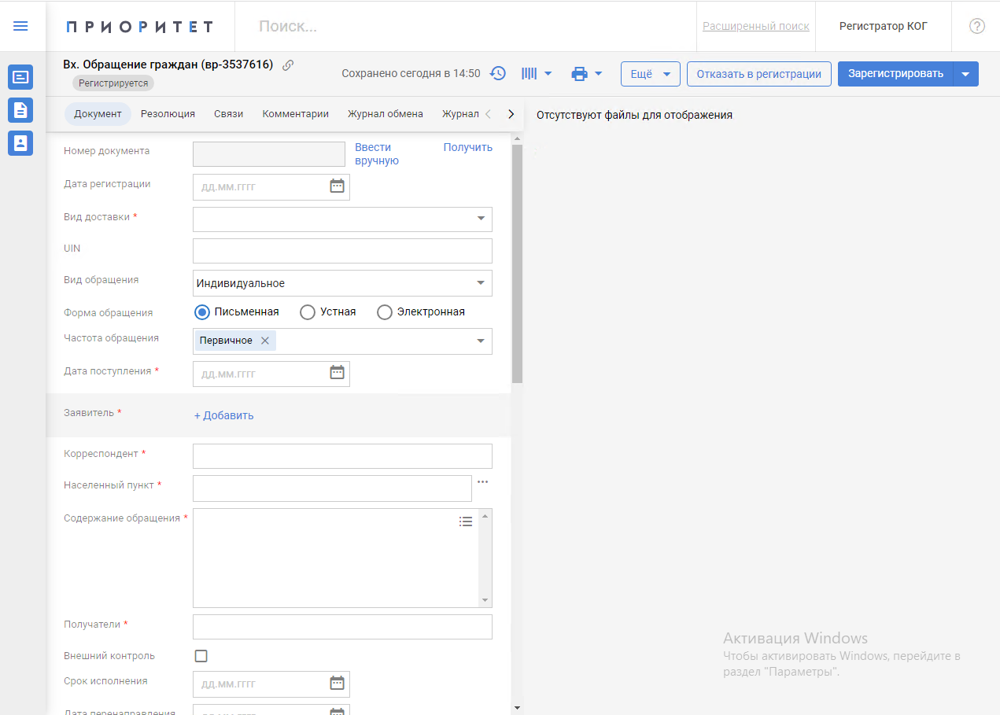 ПРИОРИТЕТ
Поиск...
Расширенный поиск
Регистратор КОГ
?
Вх. Обращение граждан (вр-3537616)
Регистрируется
Сохранено сегодня в 14:50
Ещё
Отказать в регистрации
Зарегистрировать
Документ
Резолюция
Связи
Комментарии
Журнал обмена
Журнал
Отсутствуют файлы для отображения
Номер документа
Ввести
вручную
Получить
Дата регистрации
дд.мм.гггг
Вид доставки *
UIN
Вид обращения
Индивидуальное
Форма обращения
Письменная
Устная
Электронная
Частота обращения
Первичное
Дата поступления *
дд.мм.гггг
Заявитель *
+ Добавить
Корреспондент *
Населенный пункт *
...
Содержание обращения *
Получатели *
Внешний контроль
Срок исполнения
дд.мм.гггг
Дата перенаправления
дд.мм.гггг
Активация Windows
Чтобы активировать Windows, перейдите в
раздел "Параметры".